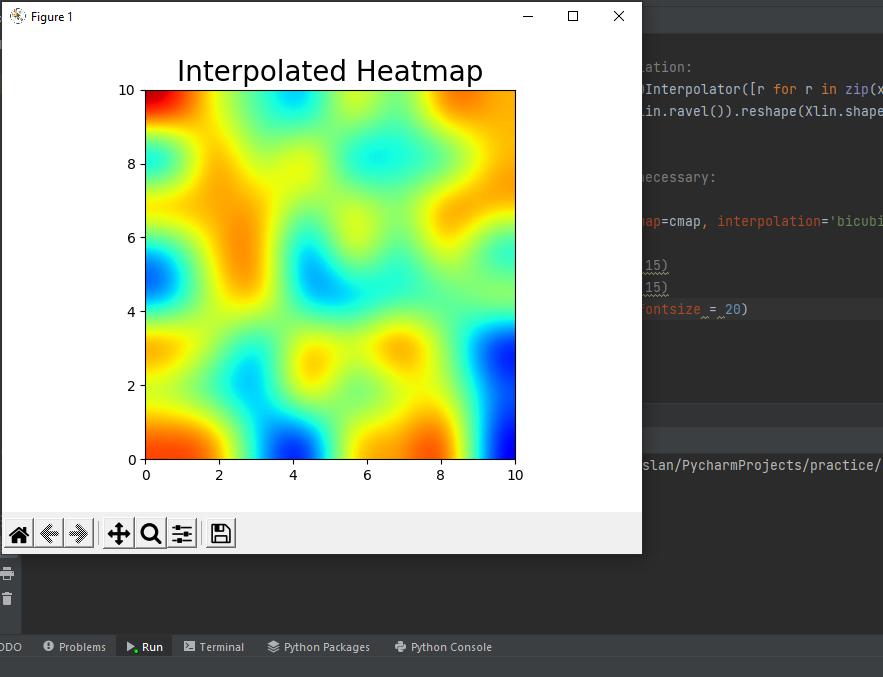 Figure 1
Interpolated Heatmap
10
8
6
4
2
0
0 2 4 6 8 10
ation:
Interpolator([r for r in zip(x
in.ravel()).reshape(Xlin.shape
ecessary:
ap=cmap, interpolation='bicubi
15)
15)
ontsize = 20)
slan/PycharmProjects/practice/
ODO Problems Run Terminal Python Packages Python Console